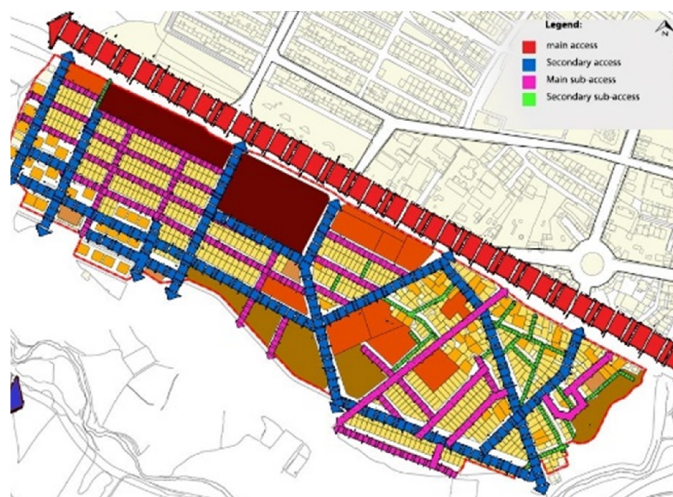 Legend:
N
main access
Secondary access
Main sub-access
Secondary sub-access